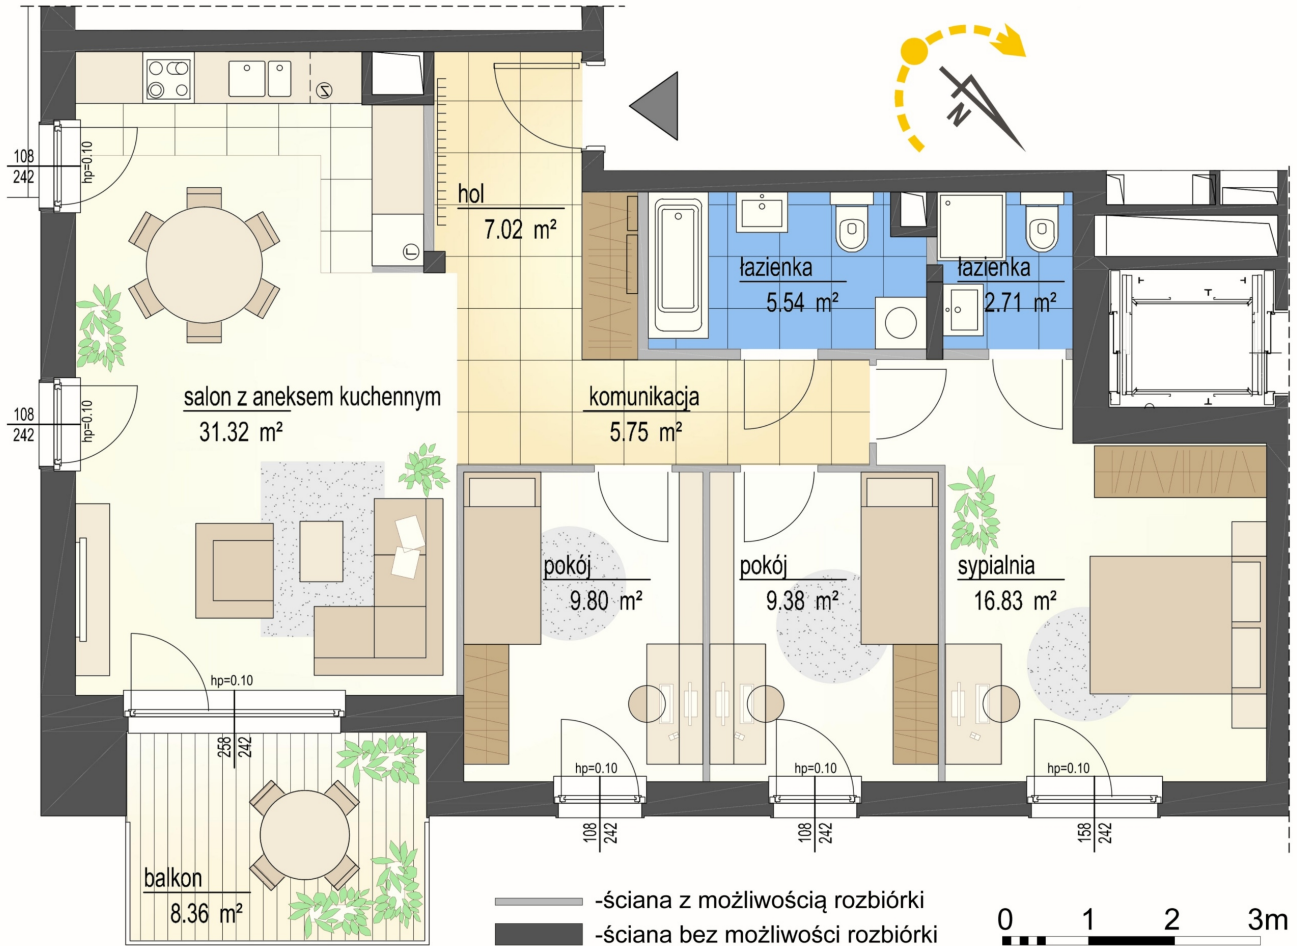 N
108
242
hp=0.10
hol
7.02 m²
łazienka
5.54 m²
łazienka
2.71 m²
108
242
hp=0.10
salon z aneksem kuchennym
31.32 m²
komunikacja
5.75 m²
pokój
9.80 m²
pokój
9.38 m²
sypialnia
16.83 m²
hp=0.10
258
242
hp=0.10
108
242
hp=0.10
108
242
hp=0.10
158
242
balkon
8.36 m²
-ściana z możliwością rozbiórki
-ściana bez możliwości rozbiórki
0 1 2 3m
Z
L